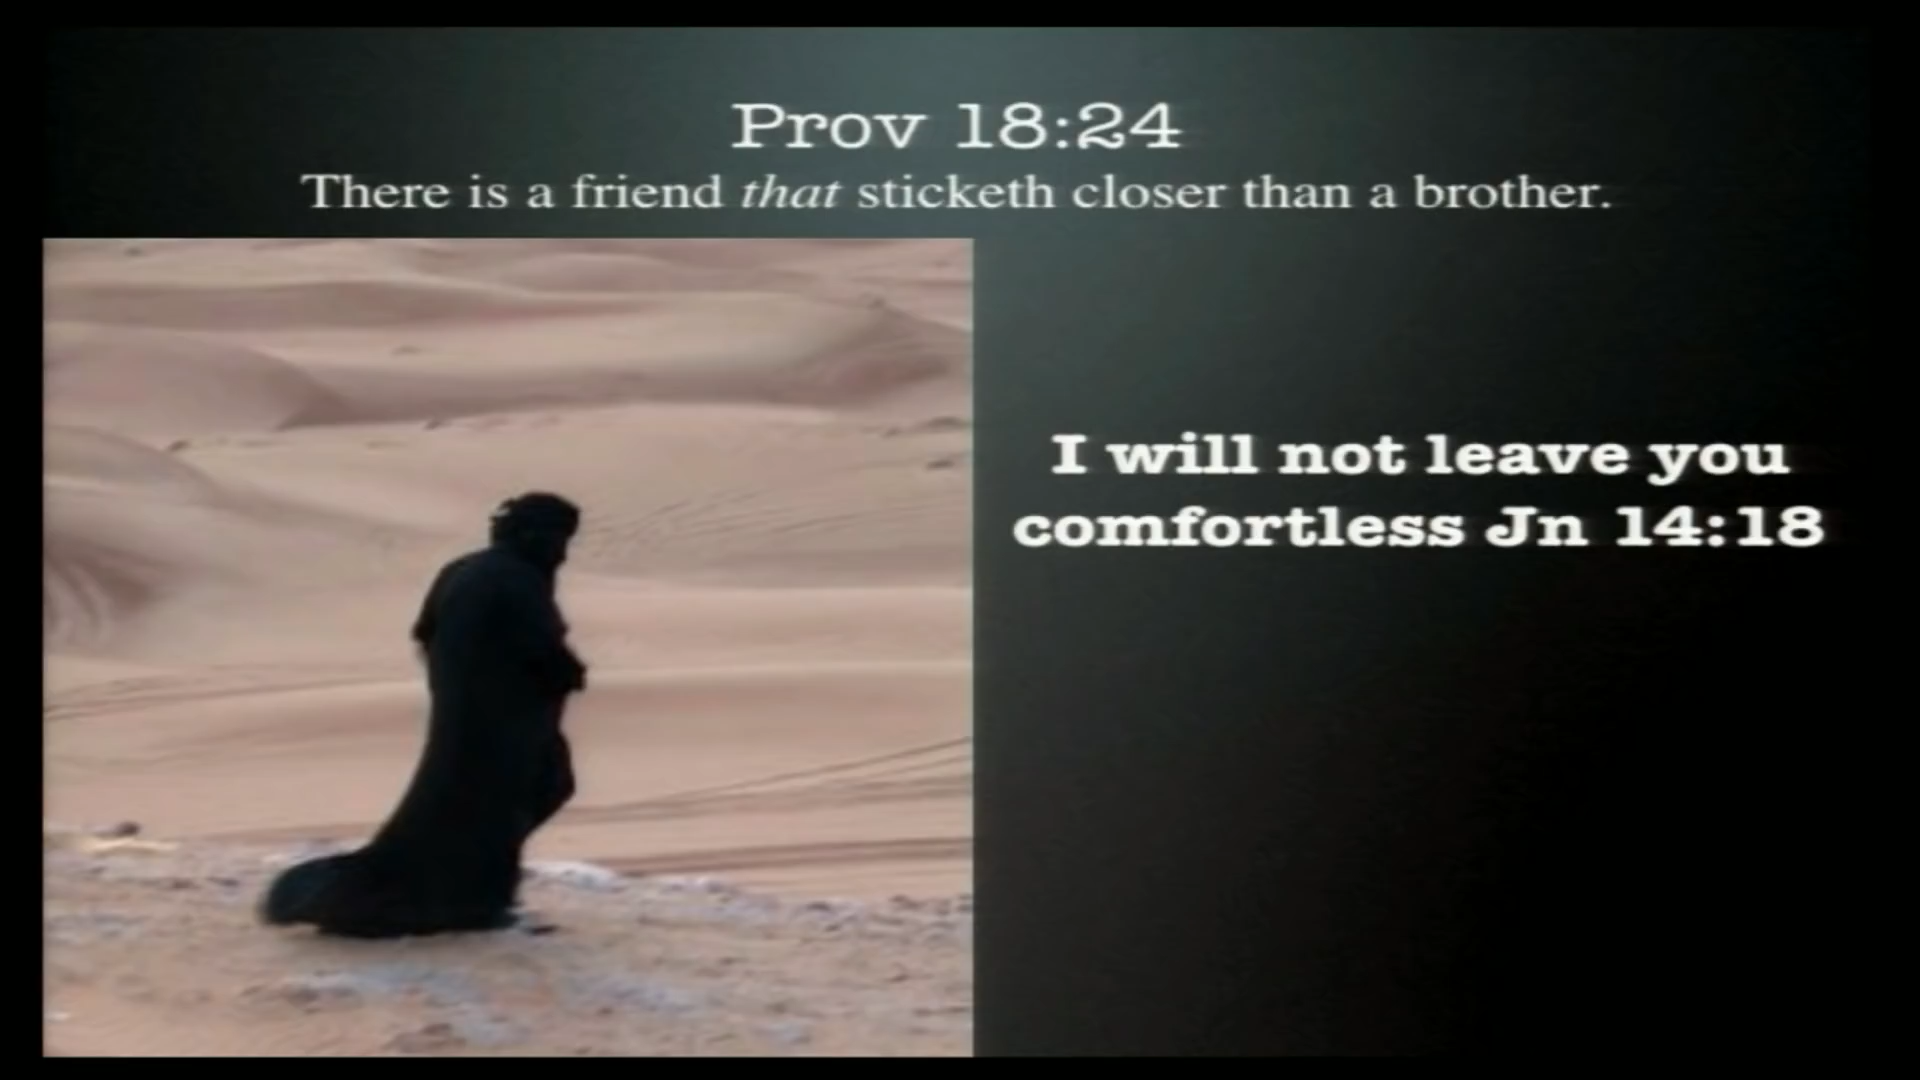 Prov 18:24
There is a friend that sticketh closer than a brother.
I will not leave you
comfortless Jn 14:18